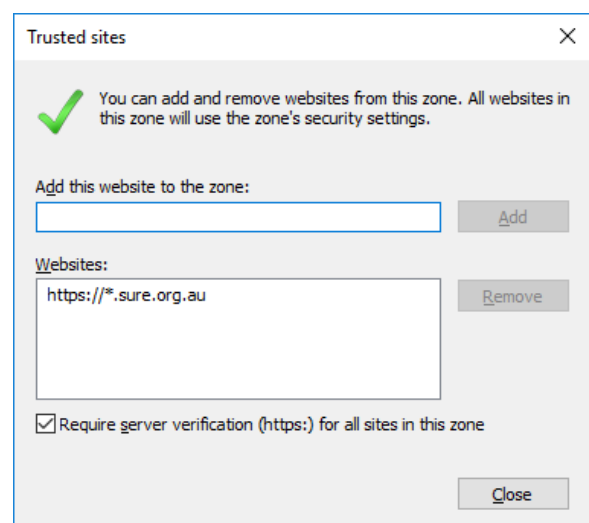 Trusted sites
You can add and remove websites from this zone. All websites in
this zone will use the zone's security settings.
Add this website to the zone:
Add
Websites:
https://*.sure.org.au
Remove
Require server verification (https:) for all sites in this zone
Close